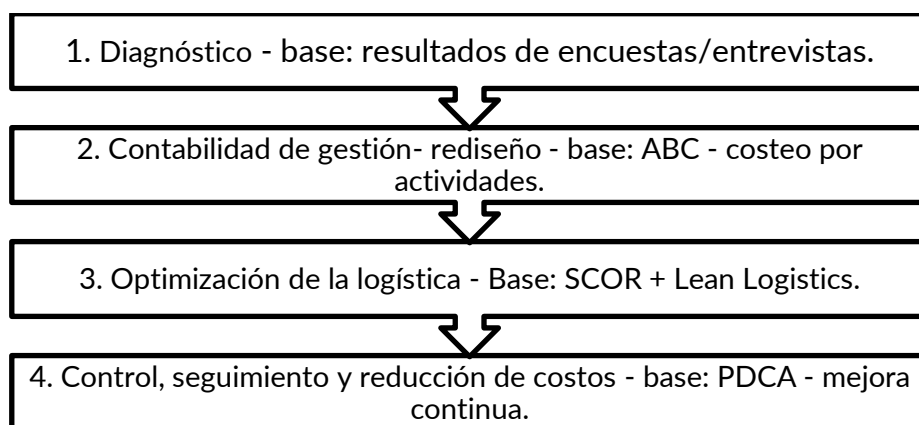 1. Diagnóstico - base: resultados de encuestas/entrevistas.
2. Contabilidad de gestión- rediseño - base: ABC - costeo por
actividades.
3. Optimización de la logística - Base: SCOR + Lean Logistics.
4. Control, seguimiento y reducción de costos - base: PDCA - mejora
continua.